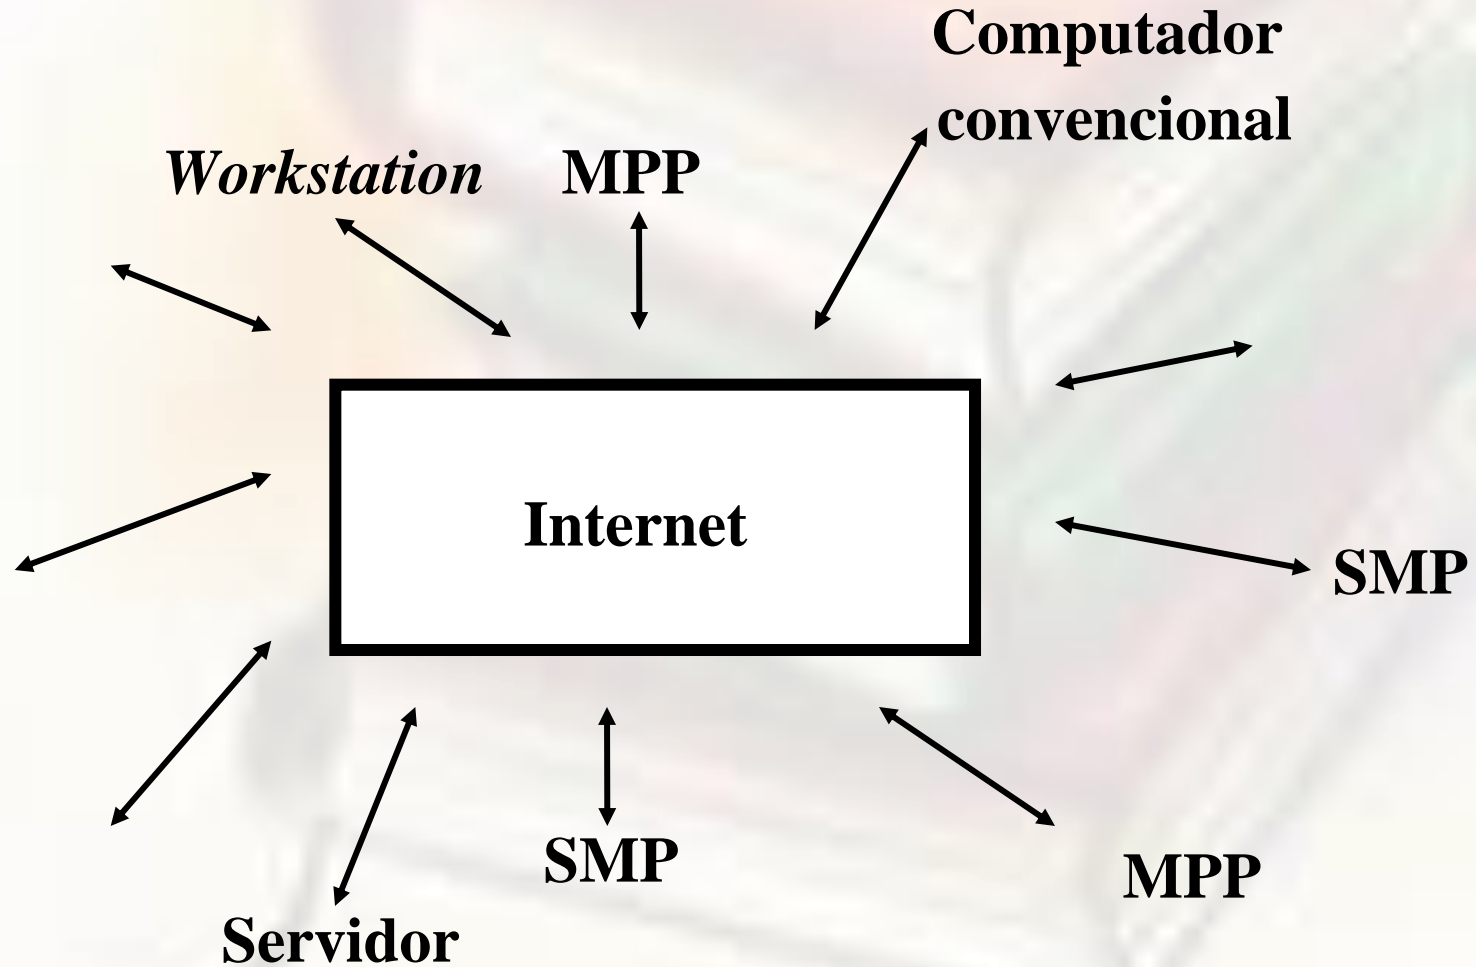 Computador
convencional
Workstation
MPP
Internet
SMP
SMP
MPP
Servidor